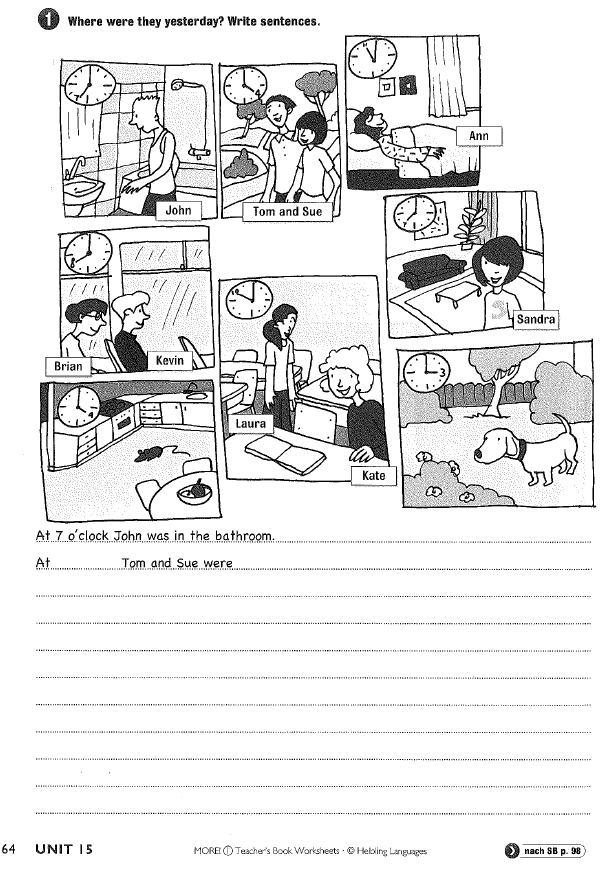 1 Where were they yesterday? Write sentences.
John
Tom and Sue
Ann
Brian
Kevin
Sandra
Laura
Kate
4
3
At 7 o'clock John was in the bathroom.
At Tom and Sue were
64 UNIT 15 MORE! 1 Teacher's Book Worksheets · © Helbling Languages nach SB p. 98